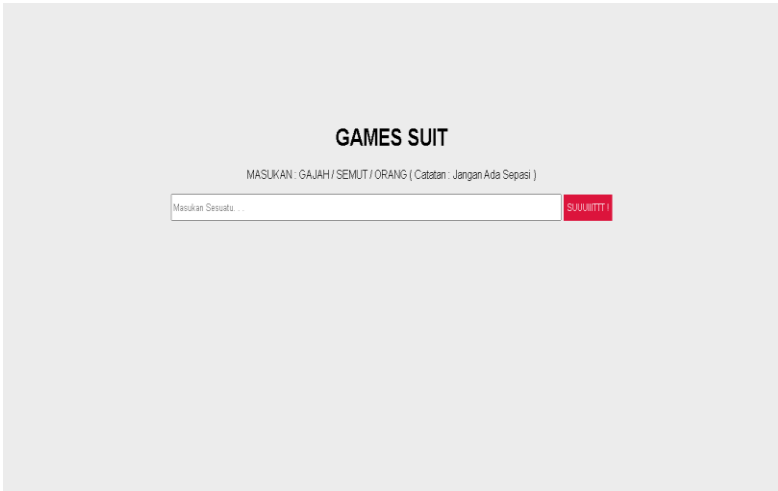 GAMES SUIT
MASUKAN : GAJAH / SEMUT / ORANG ( Catatan : Jangan Ada Sepasi )
Masukan Sesuatu. . .
SUUUIIITTT !